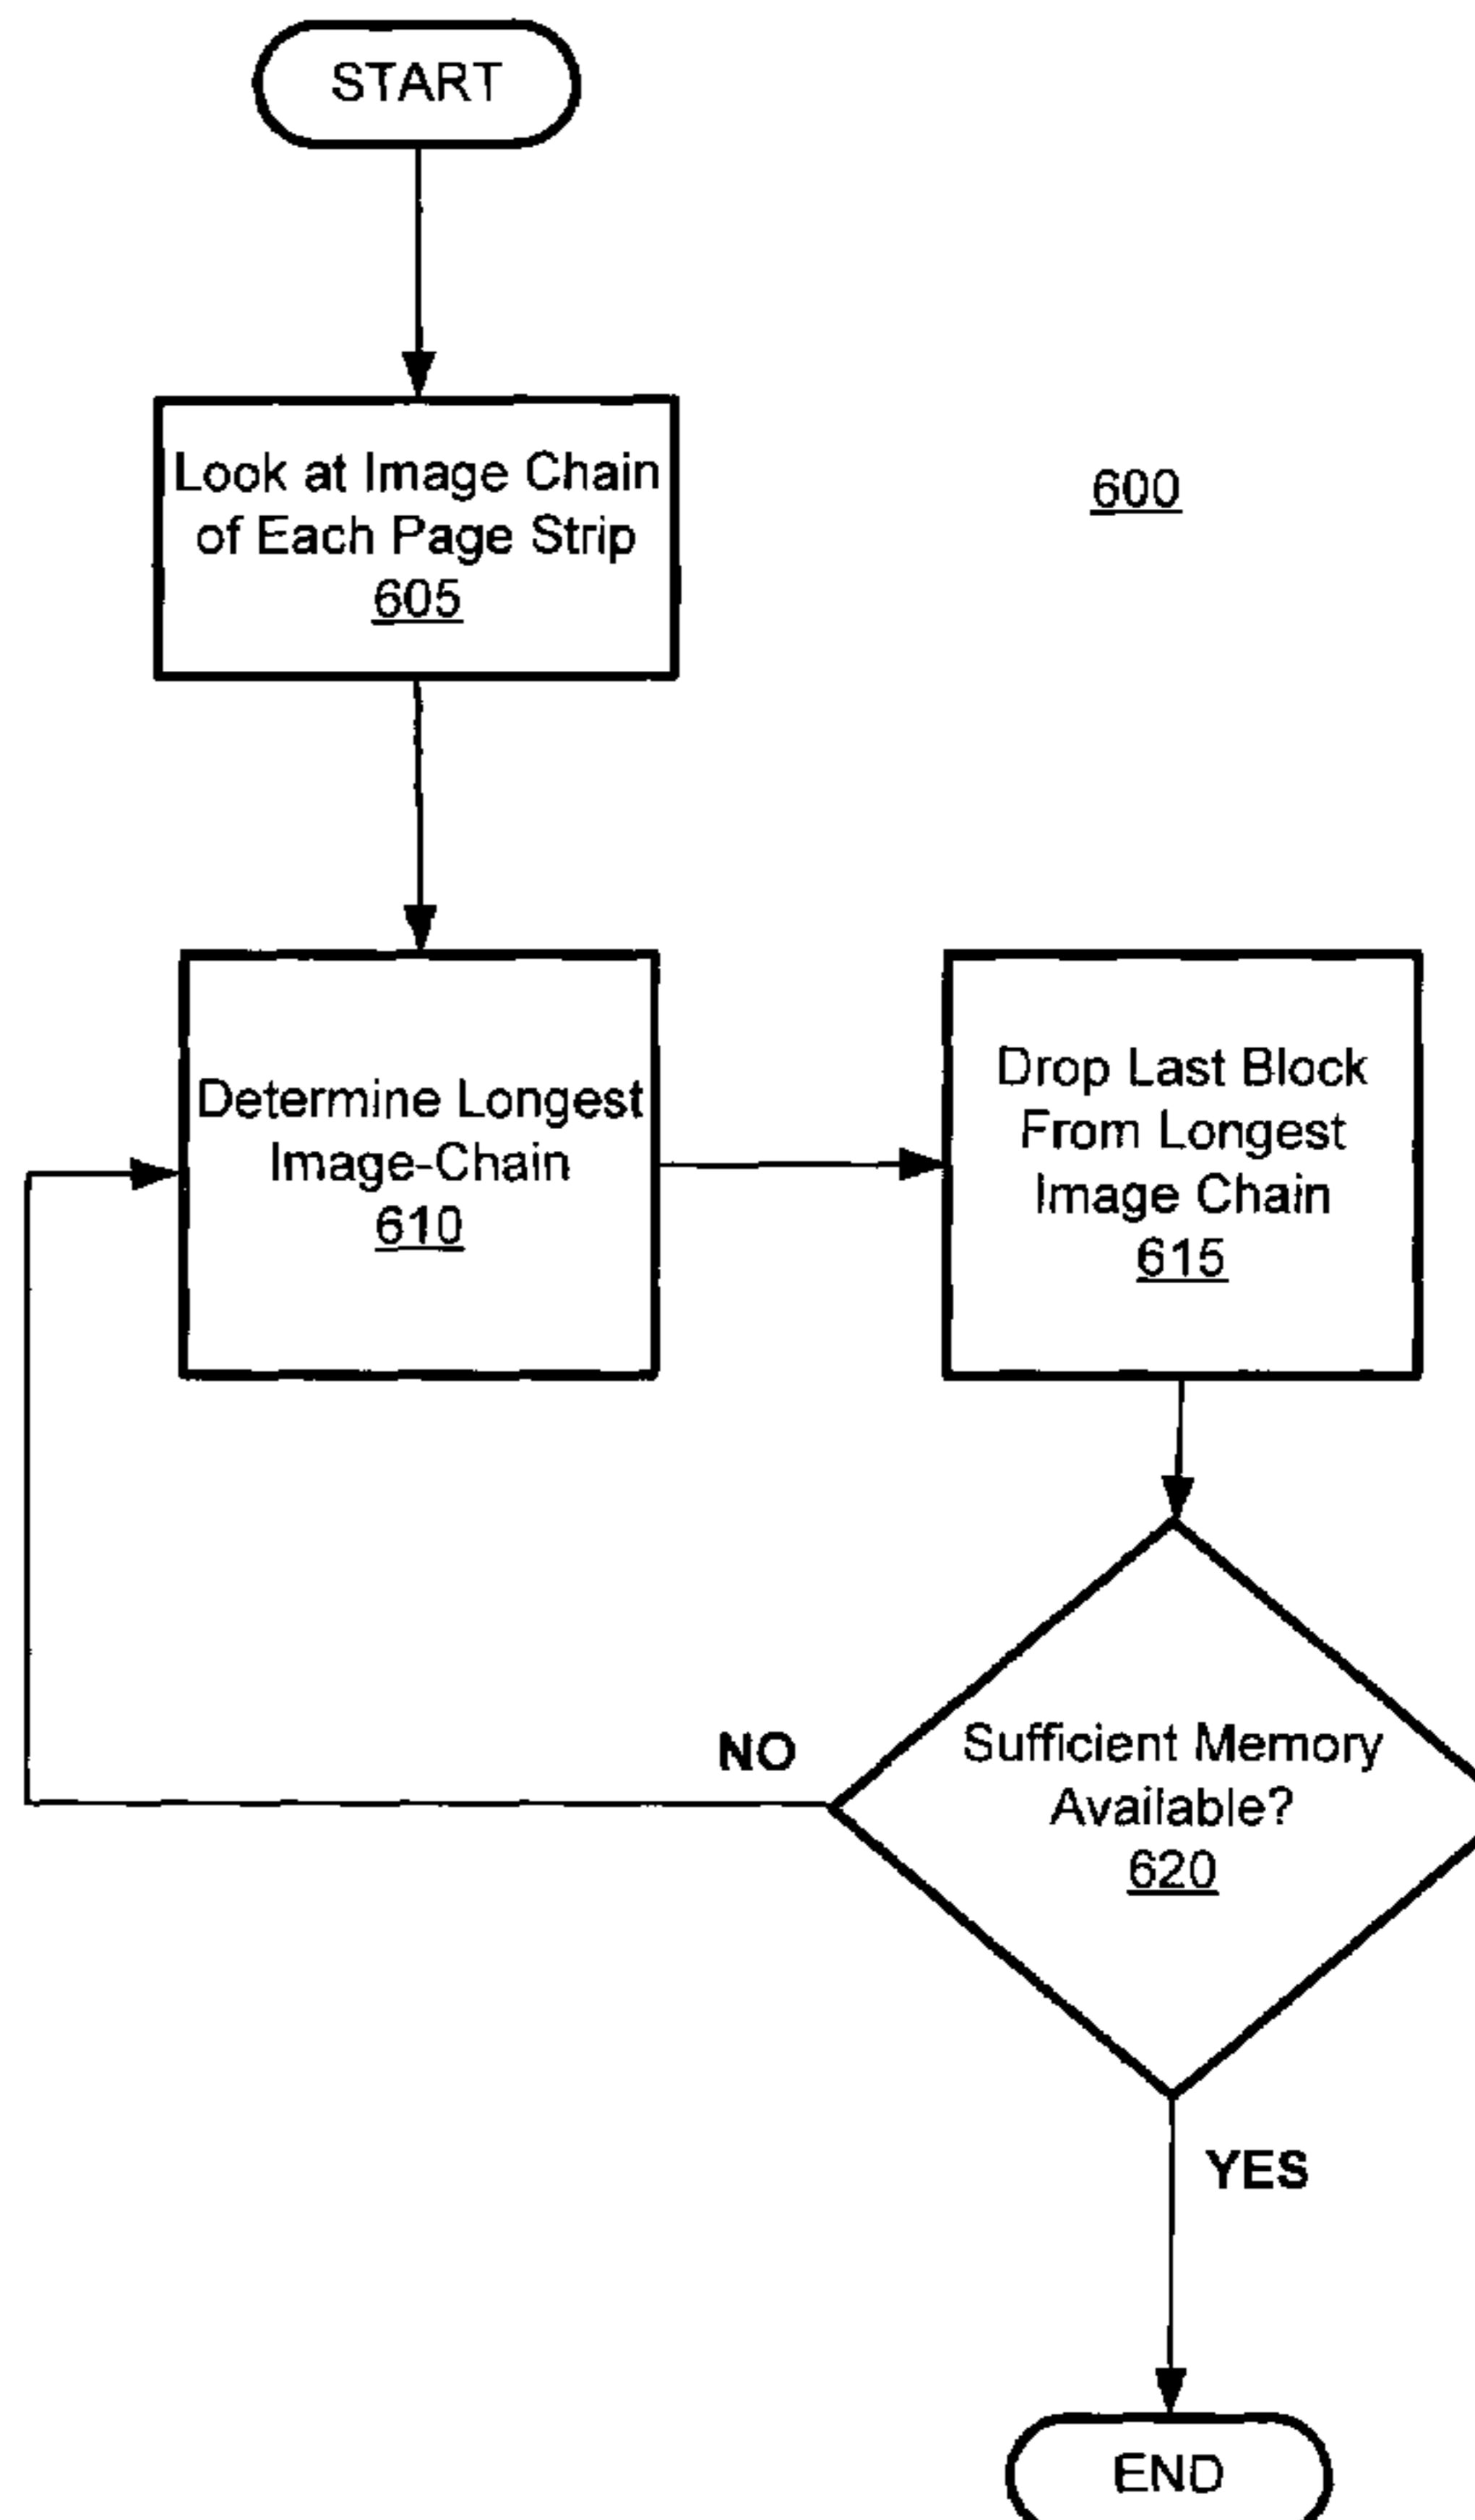 START
Look at Image Chain
of Each Page Strip
605
600
Determine Longest
Image-Chain
610
Drop Last Block
From Longest
Image Chain
615
Sufficient Memory
Available?
620
NO
YES
END